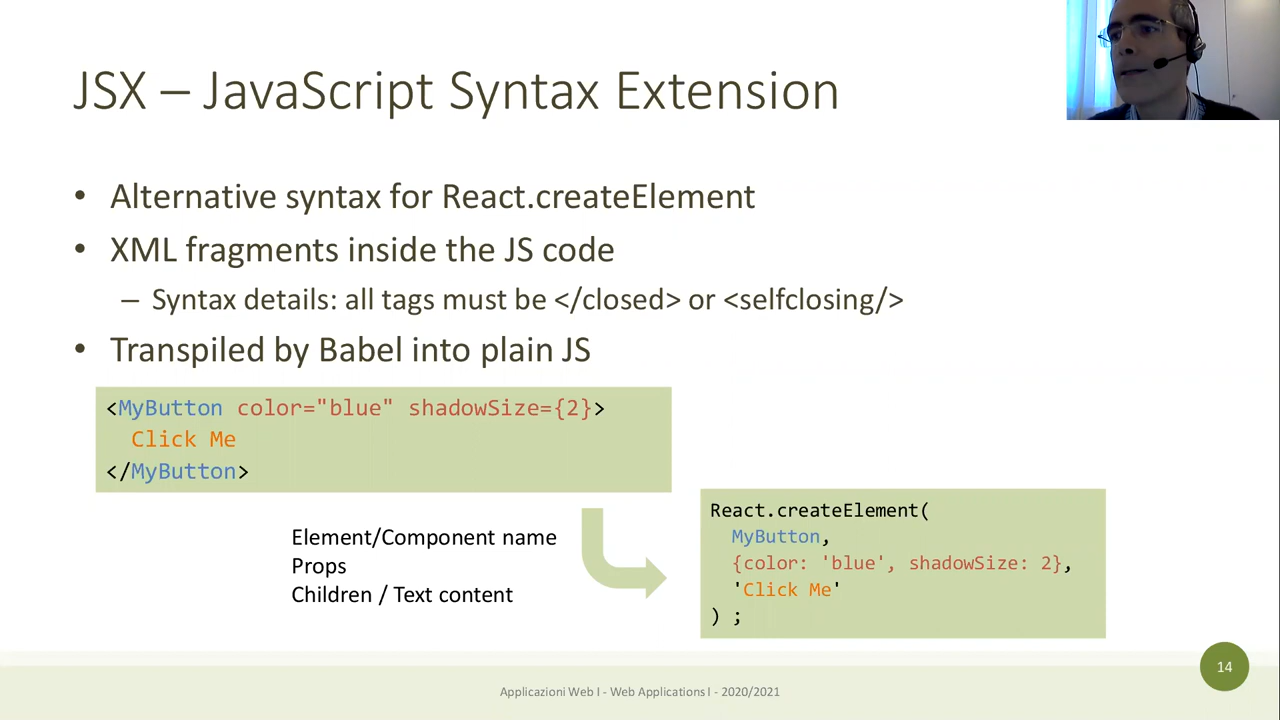 JSX – JavaScript Syntax Extension
• Alternative syntax for React.createElement
• XML fragments inside the JS code
– Syntax details: all tags must be </closed> or <selfclosing/>
• Transpiled by Babel into plain JS
<MyButton color="blue" shadowSize={2}>
Click Me
</MyButton>
Element/Component name
Props
Children / Text content
React.createElement(
MyButton,
{color: 'blue', shadowSize: 2},
'Click Me'
) ;
Applicazioni Web I - Web Applications I - 2020/2021
14